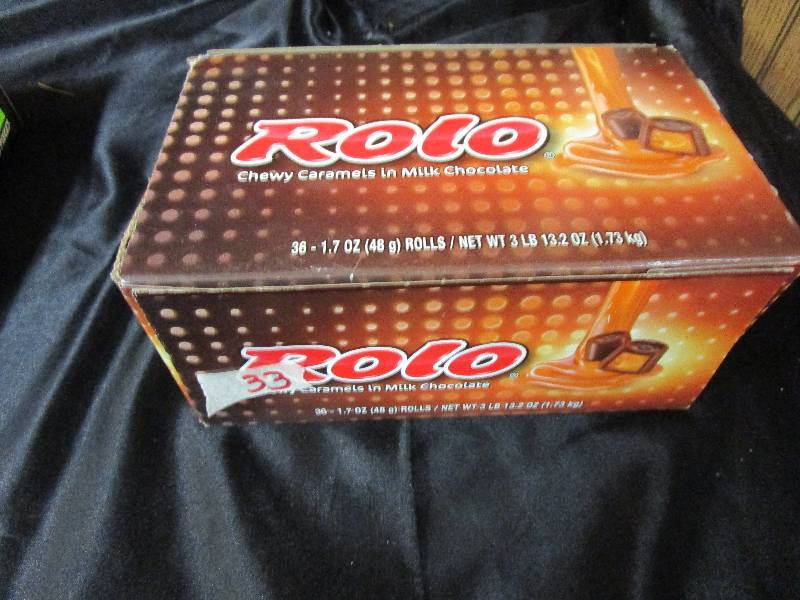 Rolo®
Chewy Caramels in Milk Chocolate
36 - 1.7 OZ (48 g) ROLLS / NET WT 3 LB 13.2 OZ (1.73 kg)
Rolo®
Caramels in Milk Chocolate
33
36 - 1.7 OZ (48 g) ROLLS / NET WT 3 LB 13.2 OZ (1.73 kg)